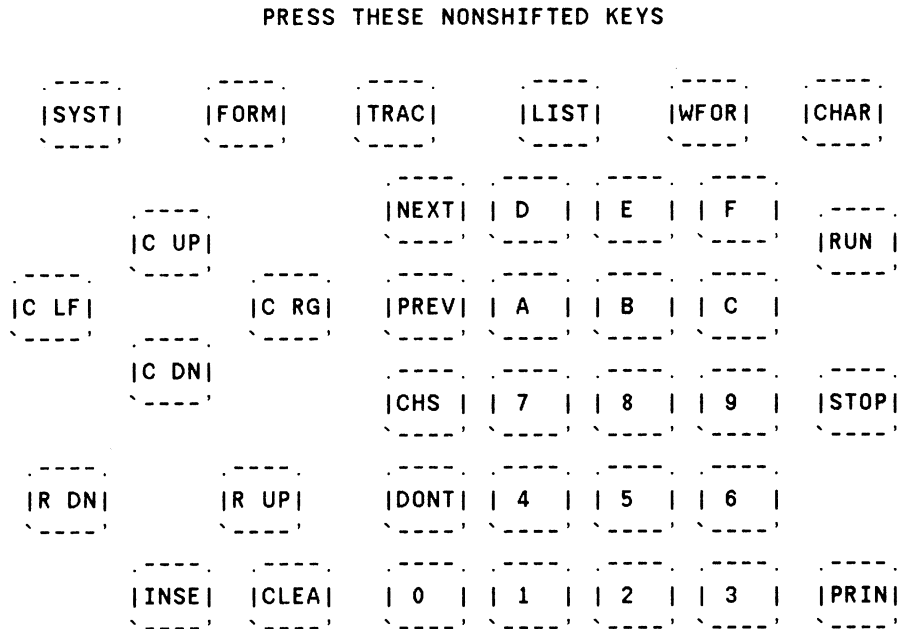 PRESS THESE NONSHIFTED KEYS
|SYST| |FORM| |TRAC| |LIST| |WFOR| |CHAR|
|NEXT| | D | | E | | F |
|C UP| |RUN |
|C LF| |C RG| |PREV| | A | | B | | C |
|C DN|
|CHS | | 7 | | 8 | | 9 | |STOP|
|R DN| |R UP| |DONT| | 4 | | 5 | | 6 |
|INSE| |CLEA| | 0 | | 1 | | 2 | | 3 | |PRIN|